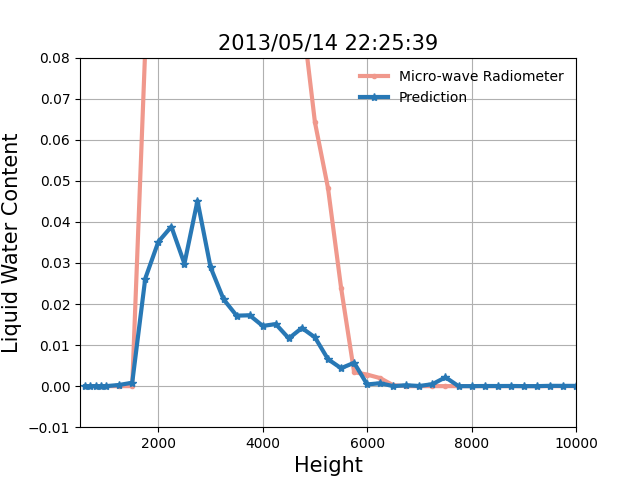 2013/05/14 22:25:39
Micro-wave Radiometer
Prediction
Liquid Water Content
0.08
0.07
0.06
0.05
0.04
0.03
0.02
0.01
0.00
−0.01
2000 4000 6000 8000 10000
Height